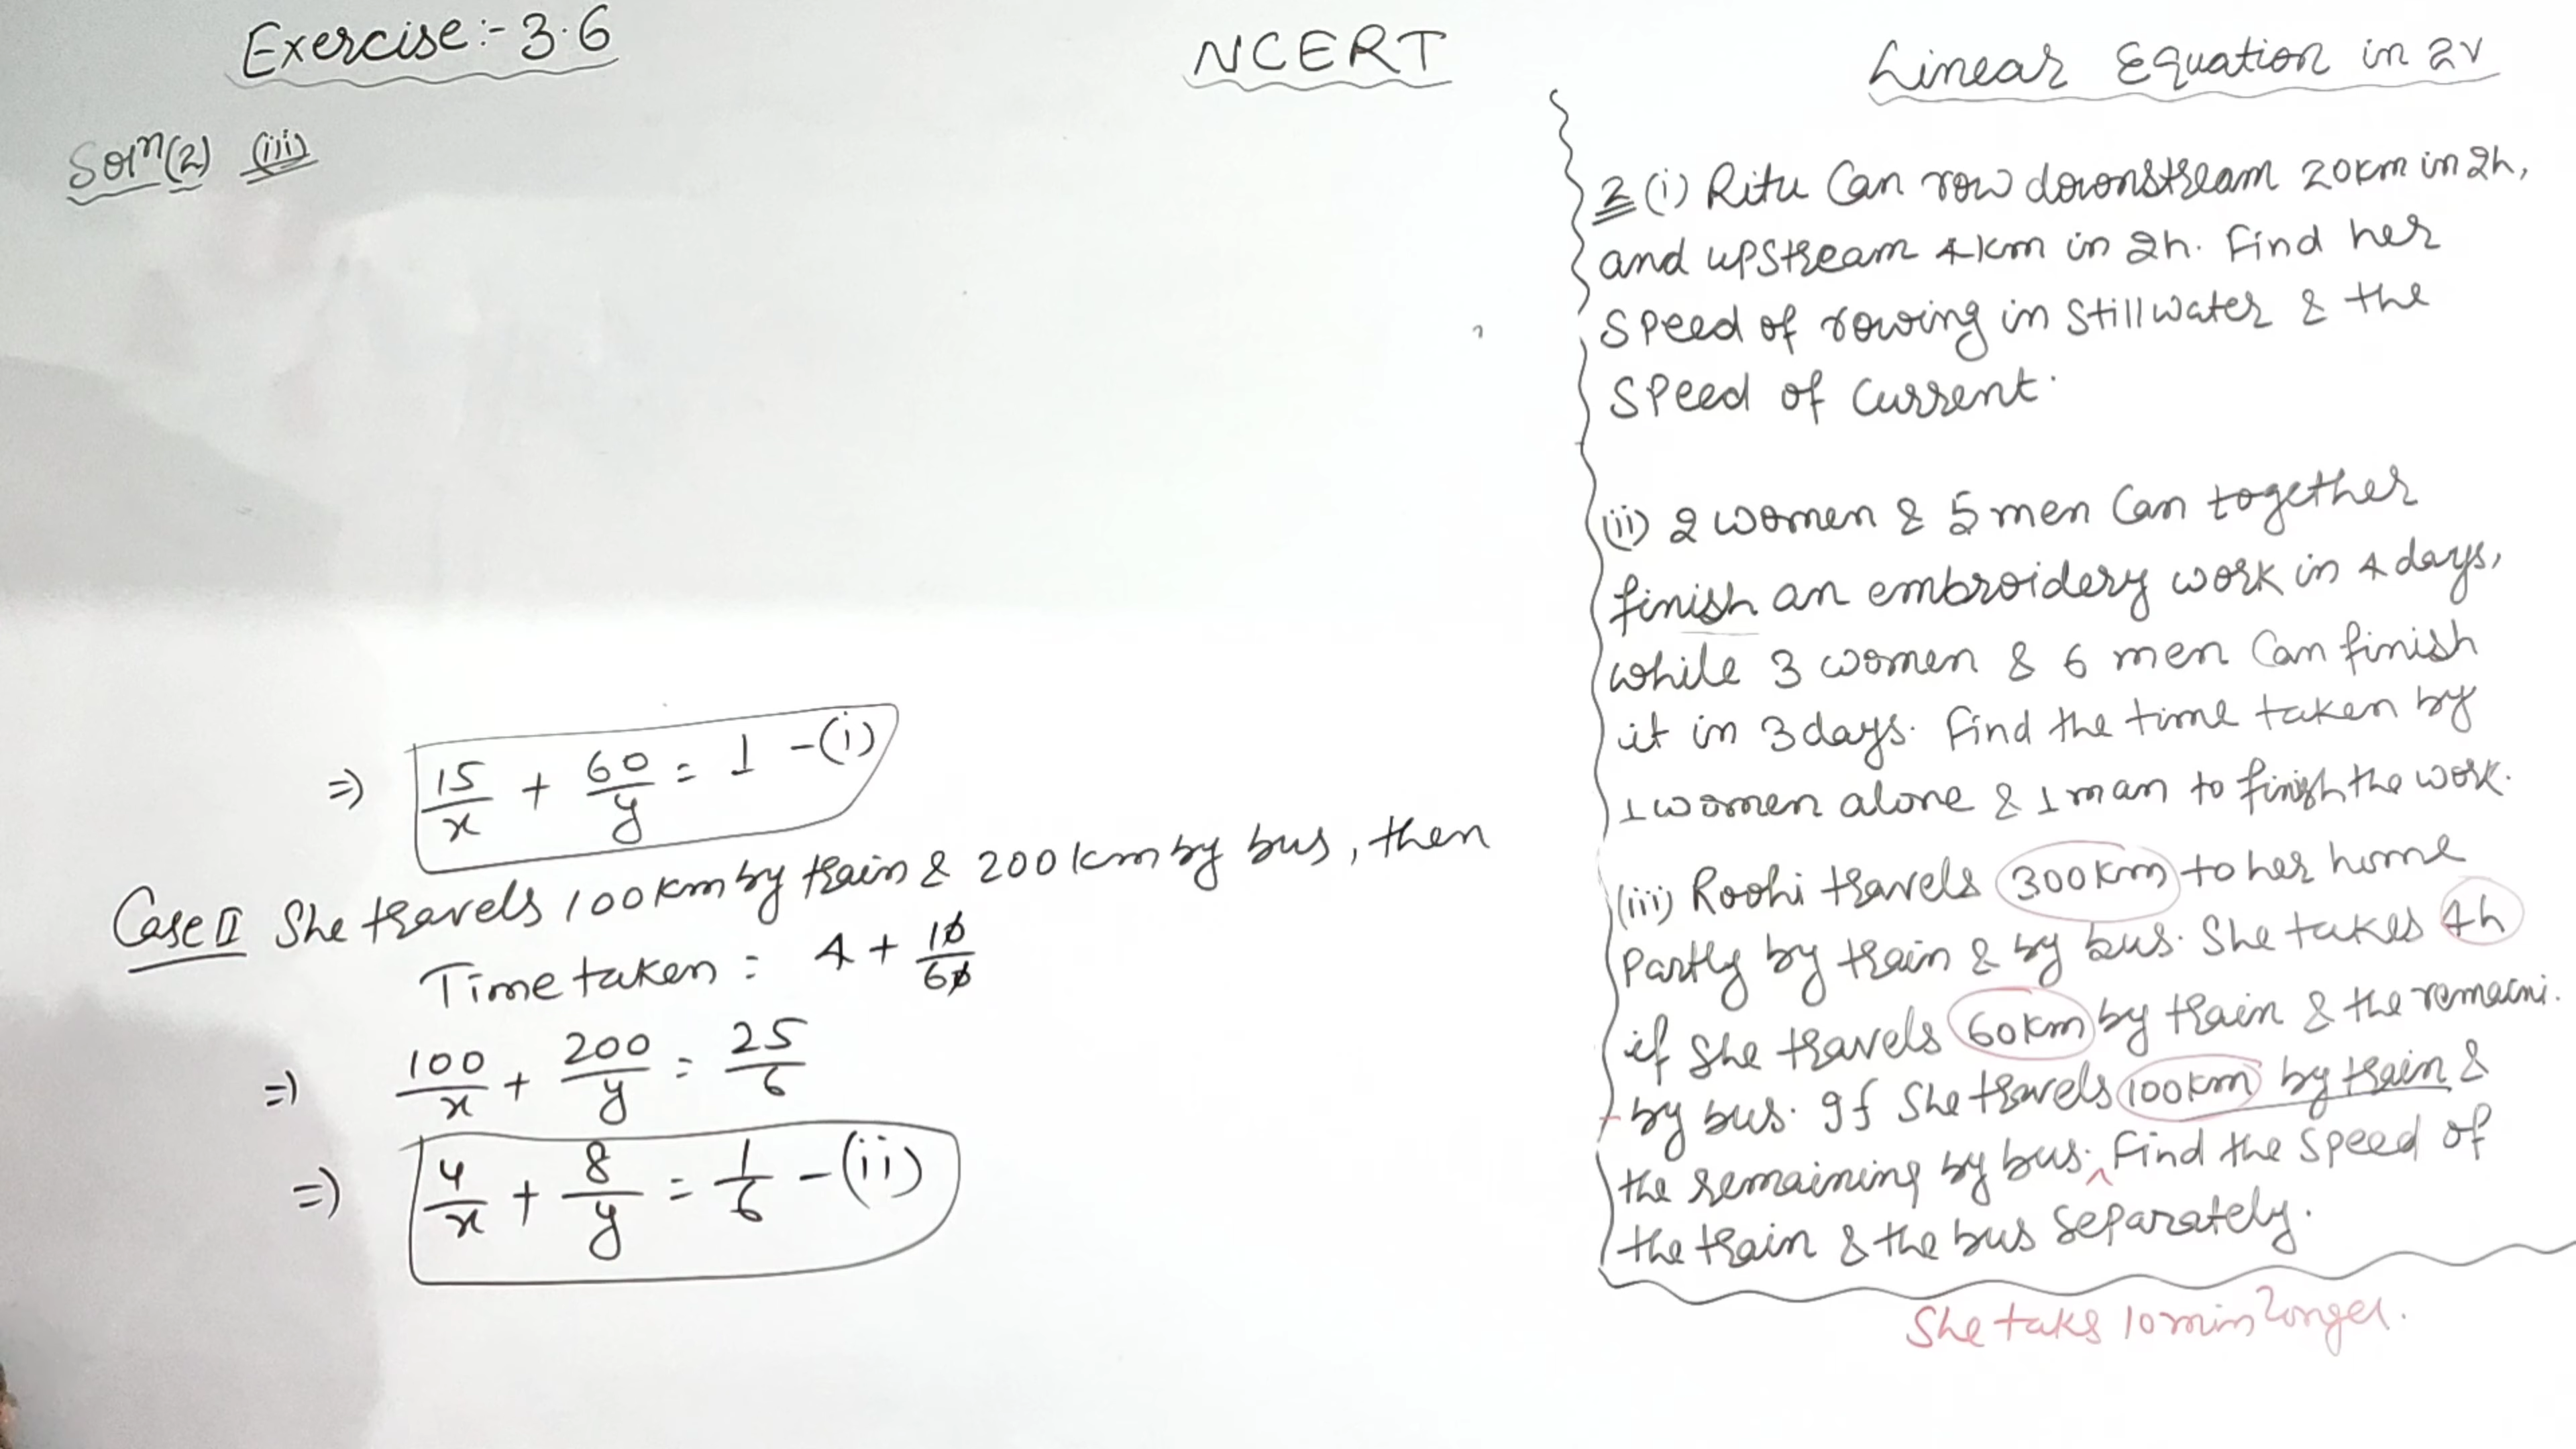 Exercise:- 3.6
NCERT
Linear Equation in 2V
Soln (2) (iii)
⇒ 15/x + 60/y = 1 -(i)
Case II She travels 100km by train & 200km by bus, then
Time taken = 4 + 10/60
⇒ 100/x + 200/y = 25/6
⇒ 4/x + 8/y = 1/6 -(ii)
2 (i) Ritu Can row downstream 20km in 2h,
and upstream 4km in 2h. Find her
Speed of rowing in Still water & the
Speed of Current.
(ii) 2 women & 5 men Can together
finish an embroidery work in 4 days,
while 3 women & 6 men Can finish
it in 3 days. Find the time taken by
1 women alone & 1 man to finish the work.
(iii) Roohi travels 300km to her home
Partly by train & by bus. She takes 4h
if She travels 60km by train & the remaini.
by bus. If She travels 100km by train &
the remaining by bus. ^ Find the Speed of
the train & the bus Separately.
She taks 10min longer.